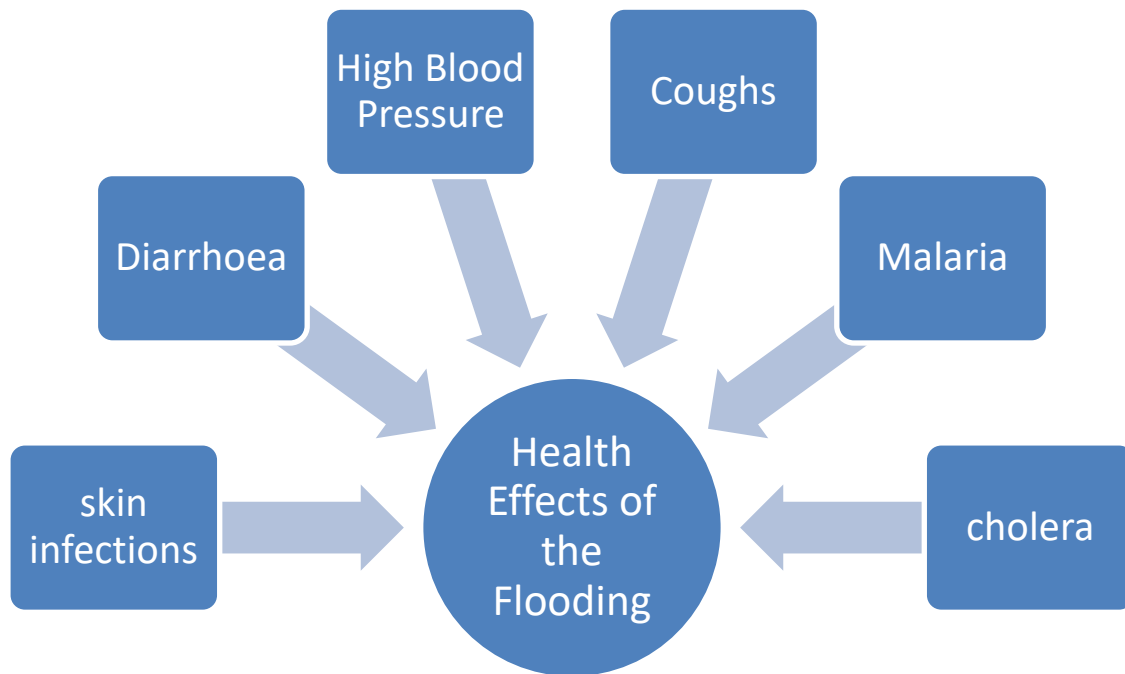 High Blood
Pressure
Coughs
Diarrhoea
Malaria
skin
infections
Health
Effects of
the
Flooding
cholera